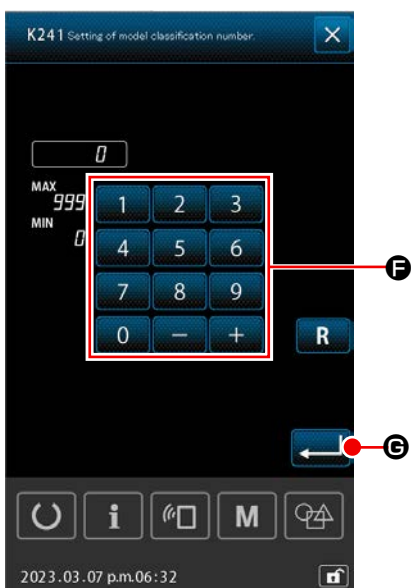 K241 Setting of model classification number.
0
MAX
999
MIN
0
1 2 3
4 5 6
7 8 9
0 − +
F
R
G
i M
2023.03.07 p.m.06:32